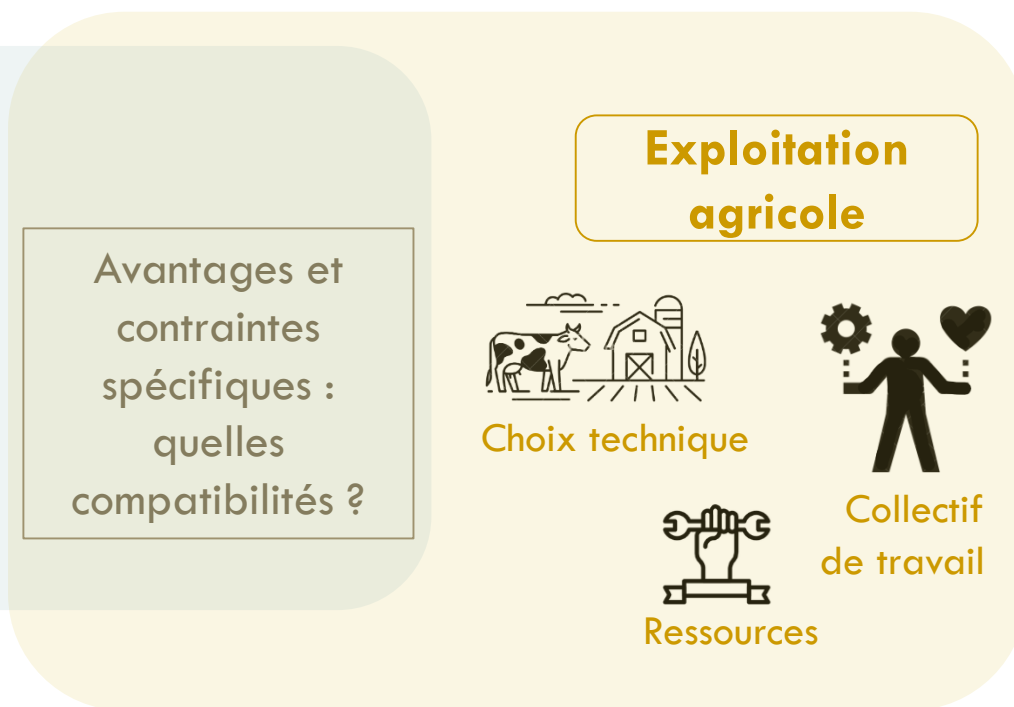 Exploitation
agricole
Avantages et
contraintes
spécifiques :
quelles
compatibilités ?
Choix technique
Collectif
de travail
Ressources